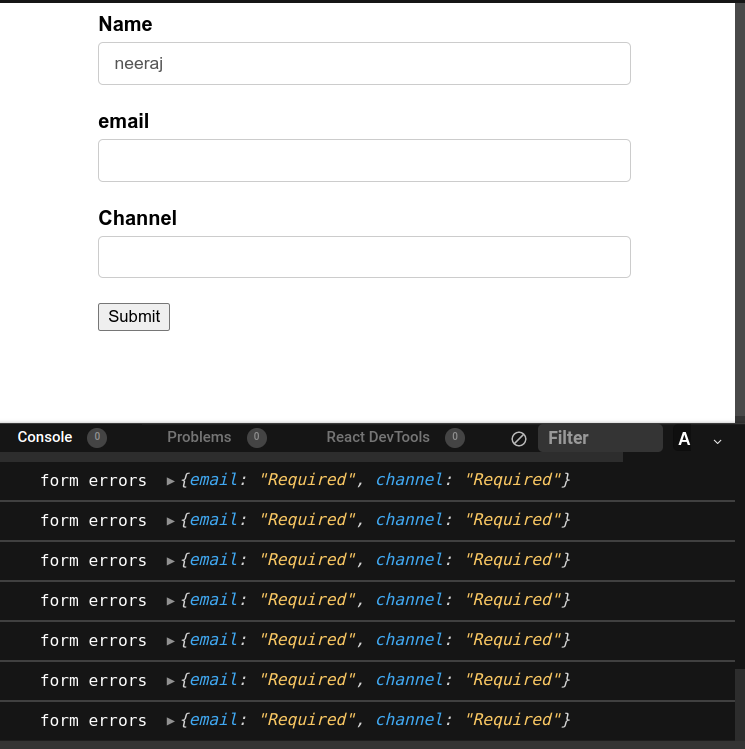 Name
neeraj
email
Channel
Submit
Console 0 Problems 0 React DevTools 0 Filter A
form errors ▶{email: "Required", channel: "Required"}
form errors ▶{email: "Required", channel: "Required"}
form errors ▶{email: "Required", channel: "Required"}
form errors ▶{email: "Required", channel: "Required"}
form errors ▶{email: "Required", channel: "Required"}
form errors ▶{email: "Required", channel: "Required"}
form errors ▶{email: "Required", channel: "Required"}